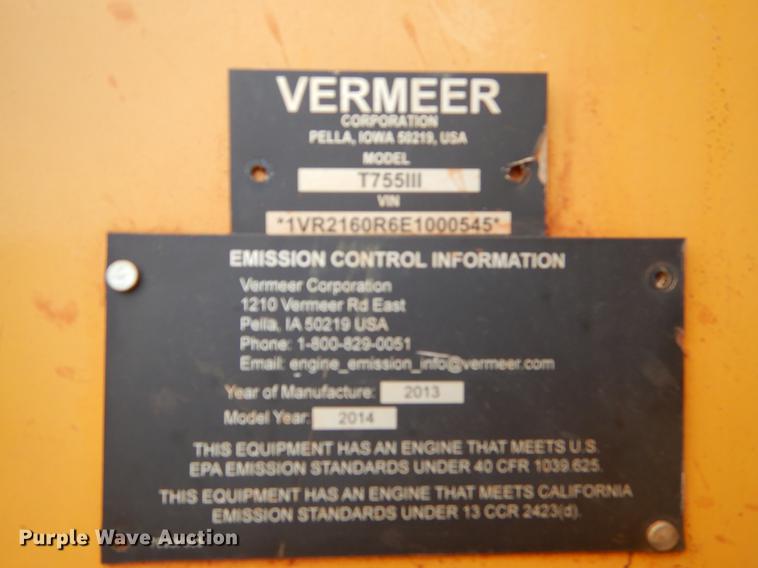 VERMEER
CORPORATION
PELLA, IOWA 50219, USA
MODEL
T755III
VIN
*1VR2160R6E1000545*
EMISSION CONTROL INFORMATION
Vermeer Corporation
1210 Vermeer Rd East
Pella, IA 50219 USA
Phone: 1-800-829-0051
Email: engine_emission_info@vermeer.com
Year of Manufacture: 2013
Model Year: 2014
THIS EQUIPMENT HAS AN ENGINE THAT MEETS U.S.
EPA EMISSION STANDARDS UNDER 40 CFR 1039.625.
THIS EQUIPMENT HAS AN ENGINE THAT MEETS CALIFORNIA
EMISSION STANDARDS UNDER 13 CCR 2423(d).
Purple Wave Auction